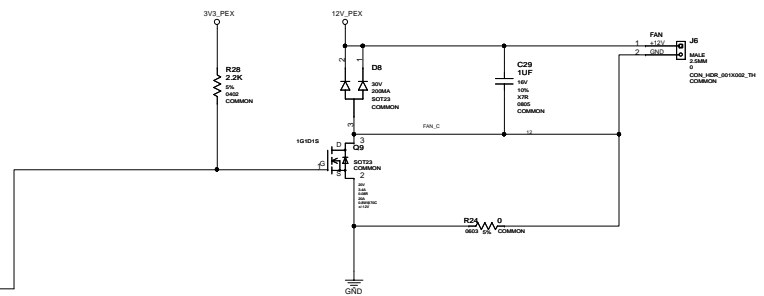 3V3_PEX
12V_PEX
R28
2.2K
5%
0402
COMMON
2
1
D8
30V
200MA
SOT23
COMMON
3
C29
1UF
16V
10%
X7R
0805
COMMON
FAN
1
+12V
2
GND
J6
MALE
2.5MM
0
CON_HDR_001X002_TH
COMMON
FAN_C
12
1G1D1S
D
3
Q9
G
1
S
2
SOT23
COMMON
R24
0
0603
5%
COMMON
GND